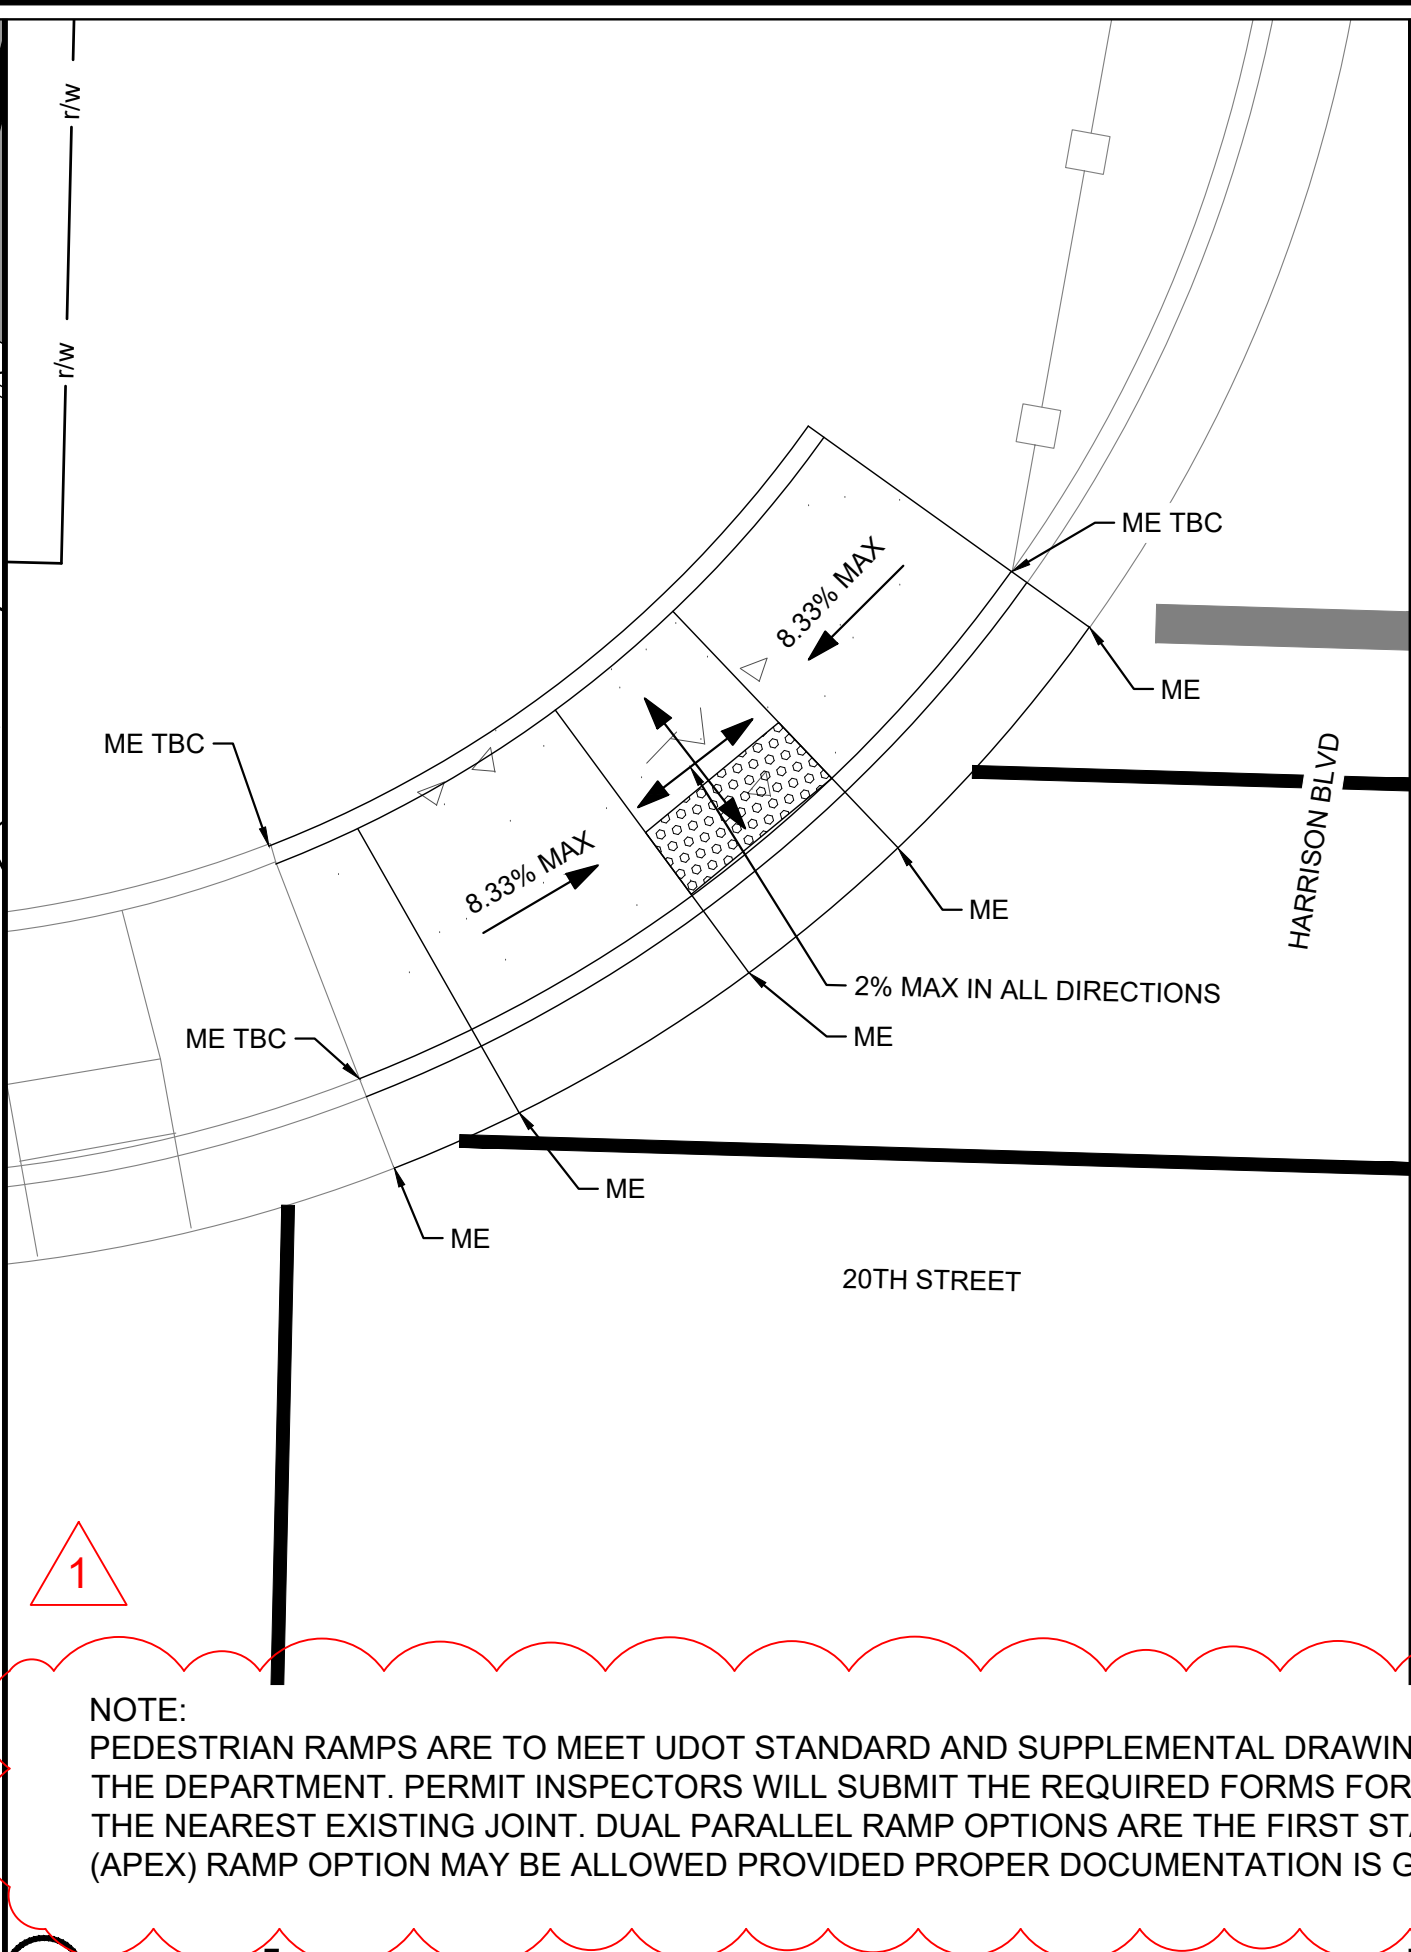 r/w
r/w
ME TBC
8.33% MAX
ME
ME TBC
HARRISON BLVD
8.33% MAX
ME
2% MAX IN ALL DIRECTIONS
ME
ME TBC
ME
ME
20TH STREET
1
NOTE:
PEDESTRIAN RAMPS ARE TO MEET UDOT STANDARD AND SUPPLEMENTAL DRAWIN
THE DEPARTMENT. PERMIT INSPECTORS WILL SUBMIT THE REQUIRED FORMS FOR
THE NEAREST EXISTING JOINT. DUAL PARALLEL RAMP OPTIONS ARE THE FIRST STA
(APEX) RAMP OPTION MAY BE ALLOWED PROVIDED PROPER DOCUMENTATION IS G